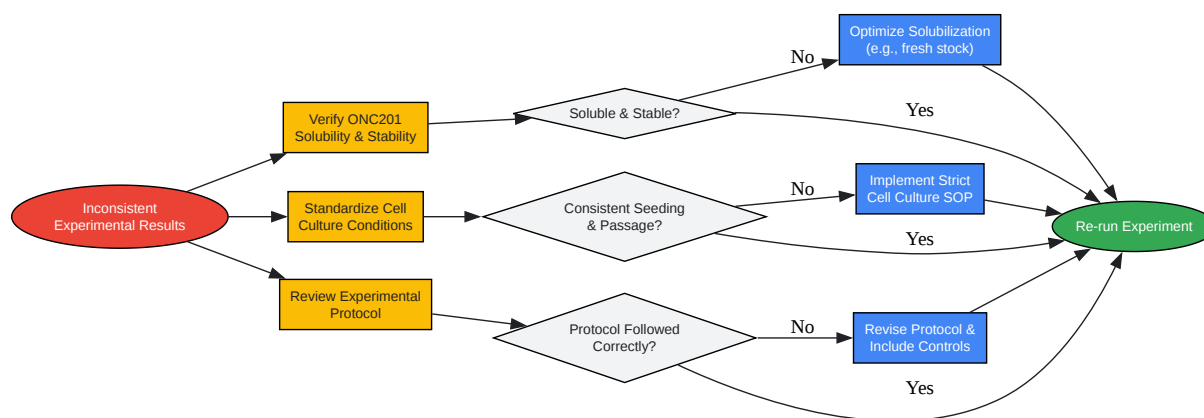 Inconsistent
Experimental Results
Verify ONC201
Solubility & Stability
Soluble & Stable?
No
Optimize Solubilization
(e.g., fresh stock)
Yes
Standardize Cell
Culture Conditions
Consistent Seeding
& Passage?
No
Implement Strict
Cell Culture SOP
Yes
Review Experimental
Protocol
Protocol Followed
Correctly?
No
Revise Protocol &
Include Controls
Yes
Re-run Experiment